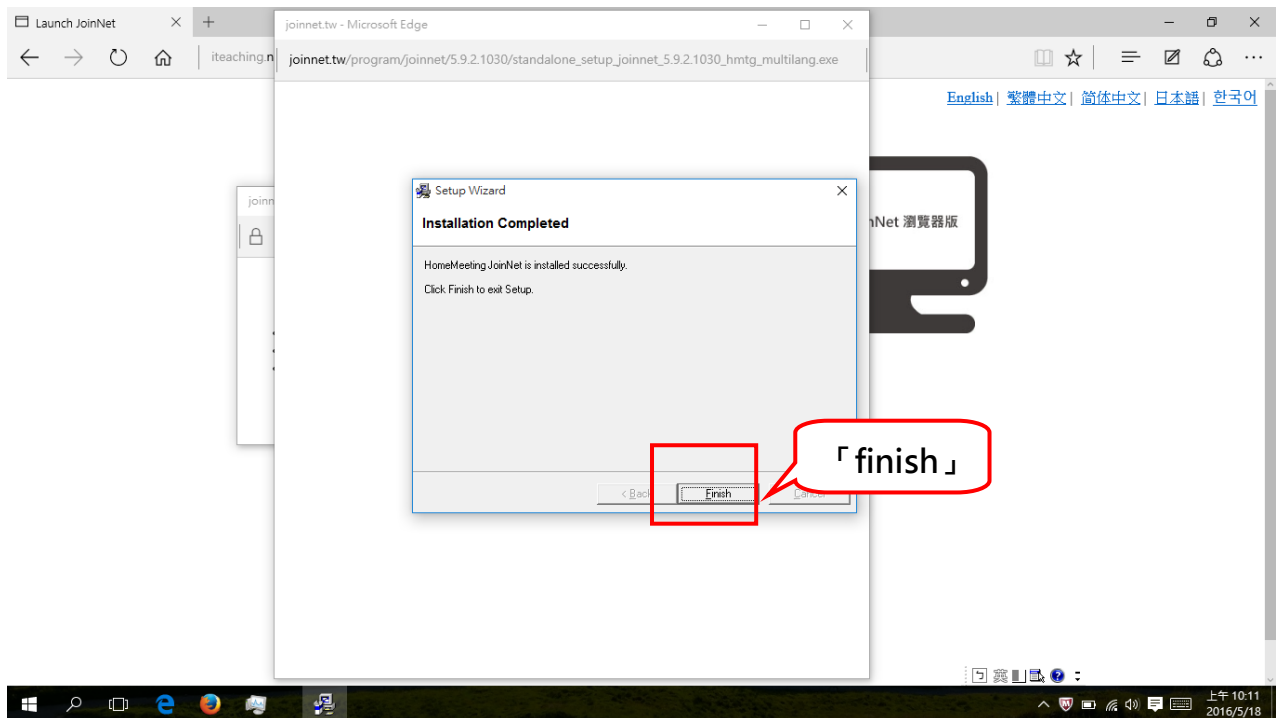 Launch JoinNet
joinnet.tw - Microsoft Edge
iteaching.n
joinnet.tw/program/joinnet/5.9.2.1030/standalone_setup_joinnet_5.9.2.1030_hmtg_multilang.exe
English | 繁體中文 | 简体中文 | 日本語 | 한국어
Setup Wizard
joinn
Installation Completed
nNet 瀏覽器版
HomeMeeting JoinNet is installed successfully.
Click Finish to exit Setup.
「finish」
< Back
Finish
Cancel
英
上午 10:11
2016/5/18